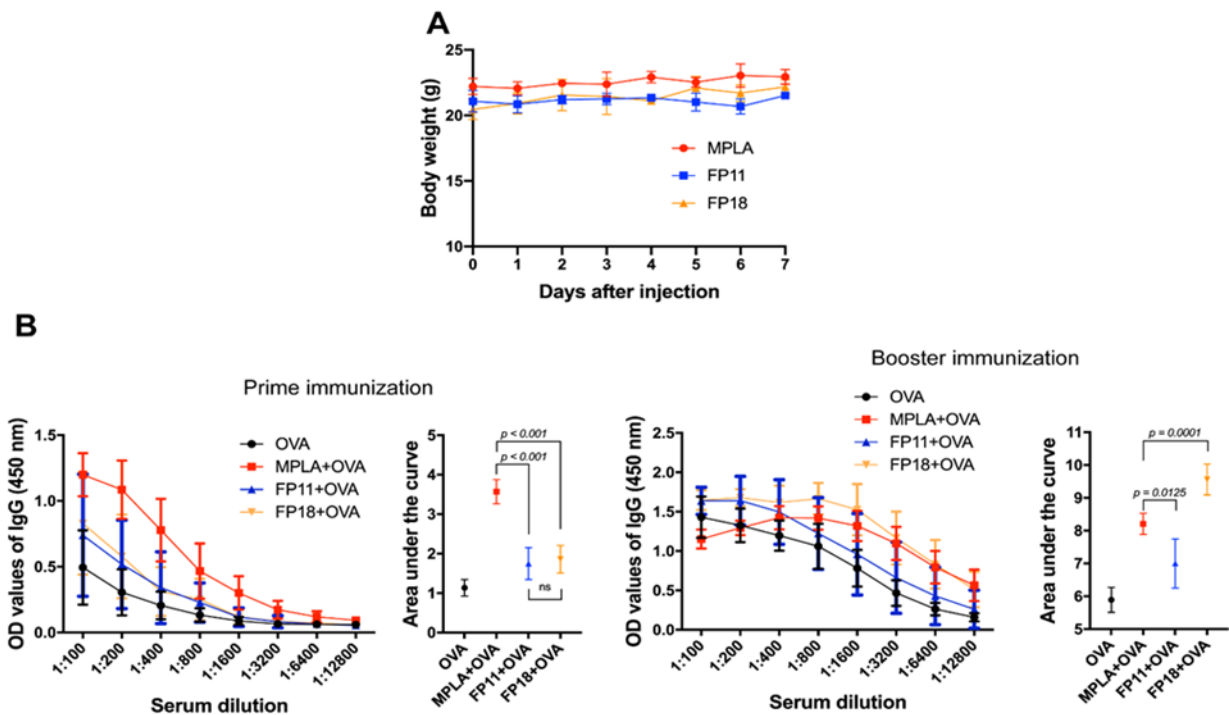 A
Body weight (g)
25
20
15
10
0 1 2 3 4 5 6 7
Days after injection
MPLA
FP11
FP18
B
Prime immunization
OD values of IgG (450 nm)
1.5
1.0
0.5
0.0
1:100 1:200 1:400 1:800 1:1600 1:3200 1:6400 1:12800
Serum dilution
OVA
MPLA+OVA
FP11+OVA
FP18+OVA
Area under the curve
5
4
3
2
1
0
p < 0.001
p < 0.001
ns
OVA MPLA+OVA FP11+OVA FP18+OVA
Booster immunization
OD values of IgG (450 nm)
2.5
2.0
1.5
1.0
0.5
0.0
1:100 1:200 1:400 1:800 1:1600 1:3200 1:6400 1:12800
Serum dilution
OVA
MPLA+OVA
FP11+OVA
FP18+OVA
Area under the curve
11
10
9
8
7
6
5
p = 0.0001
p = 0.0125
OVA MPLA+OVA FP11+OVA FP18+OVA